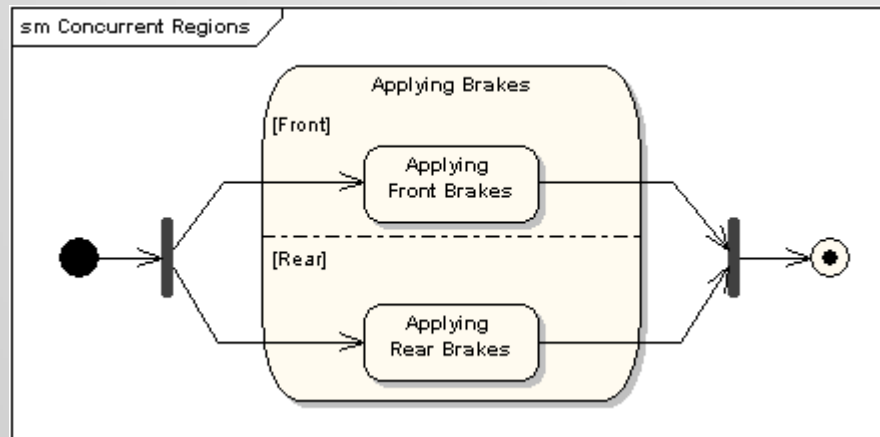 sm Concurrent Regions
Applying Brakes
[Front]
Applying
Front Brakes
[Rear]
Applying
Rear Brakes